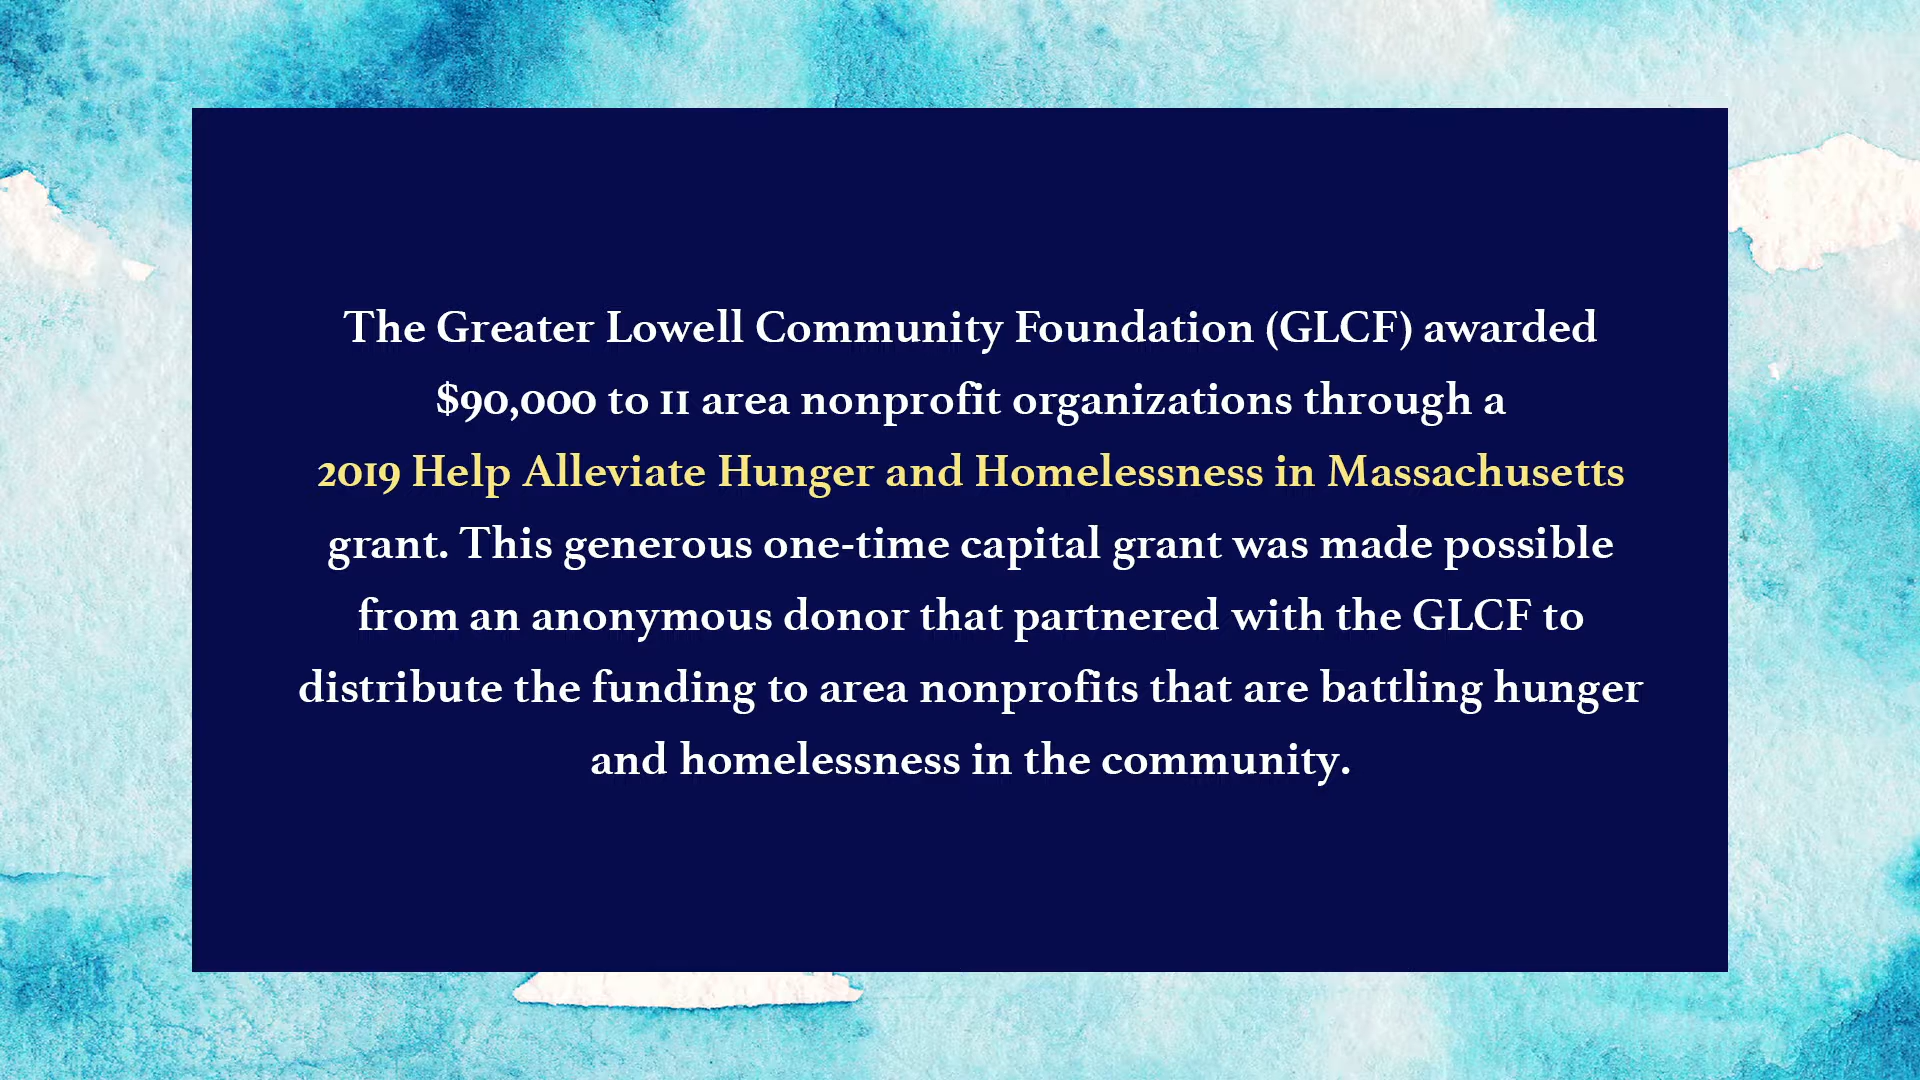 The Greater Lowell Community Foundation (GLCF) awarded
$90,000 to 11 area nonprofit organizations through a
2019 Help Alleviate Hunger and Homelessness in Massachusetts
grant. This generous one-time capital grant was made possible
from an anonymous donor that partnered with the GLCF to
distribute the funding to area nonprofits that are battling hunger
and homelessness in the community.